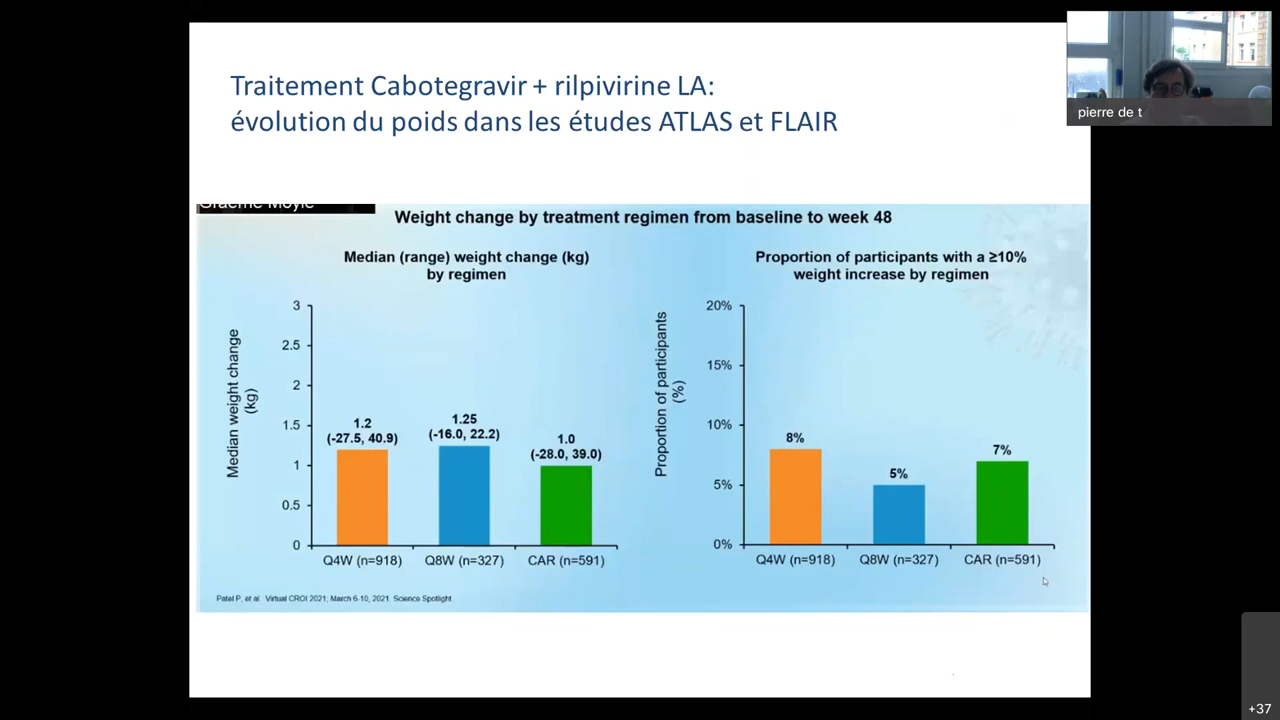 Traitement Cabotegravir + rilpivirine LA:
évolution du poids dans les études ATLAS et FLAIR
pierre de t
Graeme Moyle
Weight change by treatment regimen from baseline to week 48
Median (range) weight change (kg)
by regimen
Median weight change
(kg)
3
2.5
2
1.5
1
0.5
0
1.2
(-27.5, 40.9)
1.25
(-16.0, 22.2)
1.0
(-28.0, 39.0)
Q4W (n=918)
Q8W (n=327)
CAR (n=591)
Proportion of participants with a ≥10%
weight increase by regimen
Proportion of participants
(%)
20%
15%
10%
5%
0%
8%
5%
7%
Q4W (n=918)
Q8W (n=327)
CAR (n=591)
Patel P, et al. Virtual CROI 2021; March 6-10, 2021. Science Spotlight.
+37